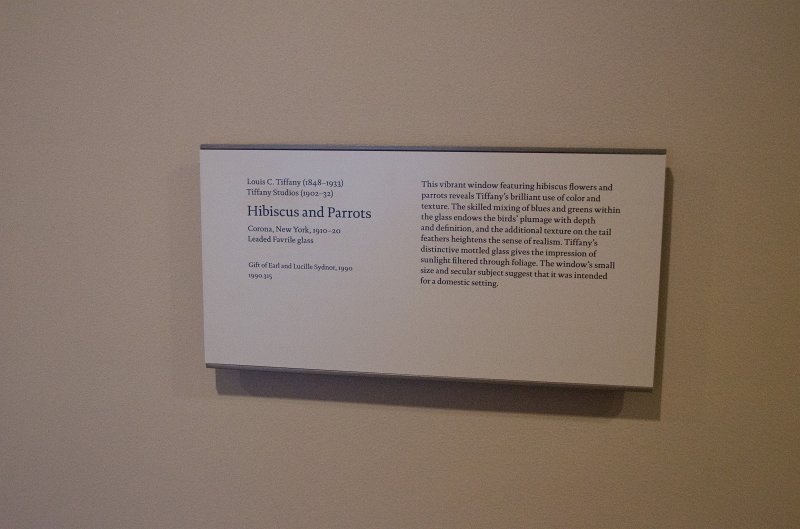 Louis C. Tiffany (1848–1933)
Tiffany Studios (1902–32)
Hibiscus and Parrots
Corona, New York, 1910–20
Leaded Favrile glass
Gift of Earl and Lucille Sydnor, 1990
1990.315
This vibrant window featuring hibiscus flowers and
parrots reveals Tiffany's brilliant use of color and
texture. The skilled mixing of blues and greens within
the glass endows the birds' plumage with depth
and definition, and the additional texture on the tail
feathers heightens the sense of realism. Tiffany's
distinctive mottled glass gives the impression of
sunlight filtered through foliage. The window's small
size and secular subject suggest that it was intended
for a domestic setting.